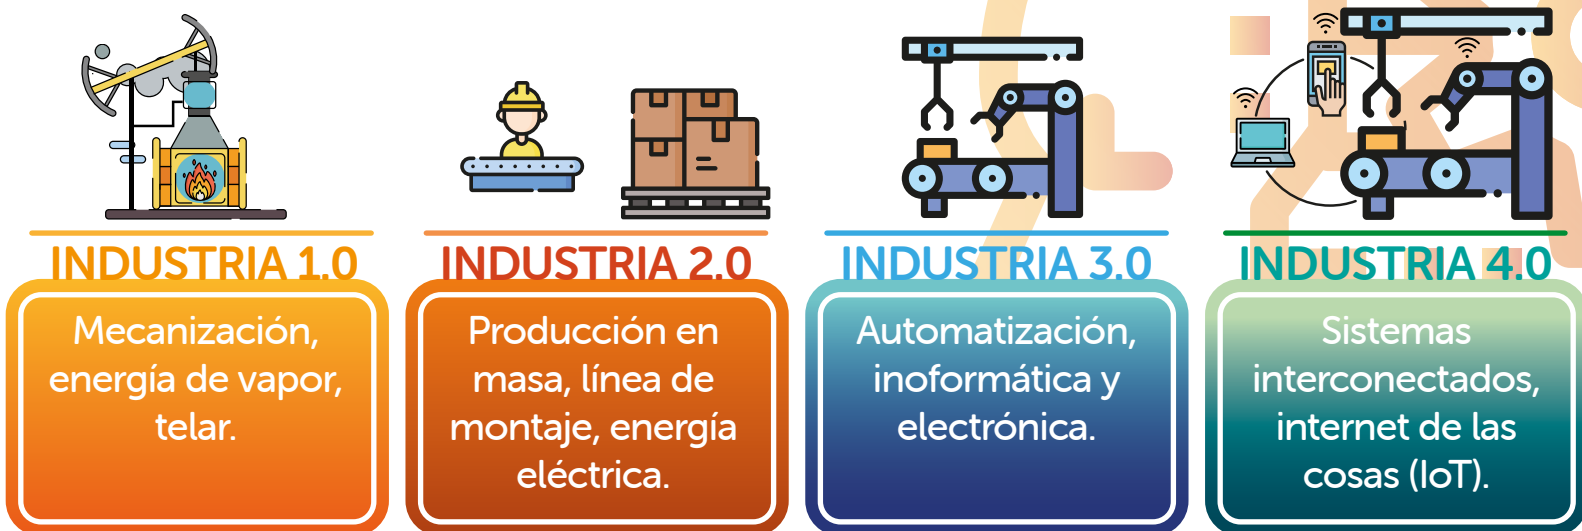 INDUSTRIA 1.0
Mecanización,
energía de vapor,
telar.
INDUSTRIA 2.0
Producción en
masa, línea de
montaje, energía
eléctrica.
INDUSTRIA 3.0
Automatización,
inoformática y
electrónica.
INDUSTRIA 4.0
Sistemas
interconectados,
internet de las
cosas (IoT).